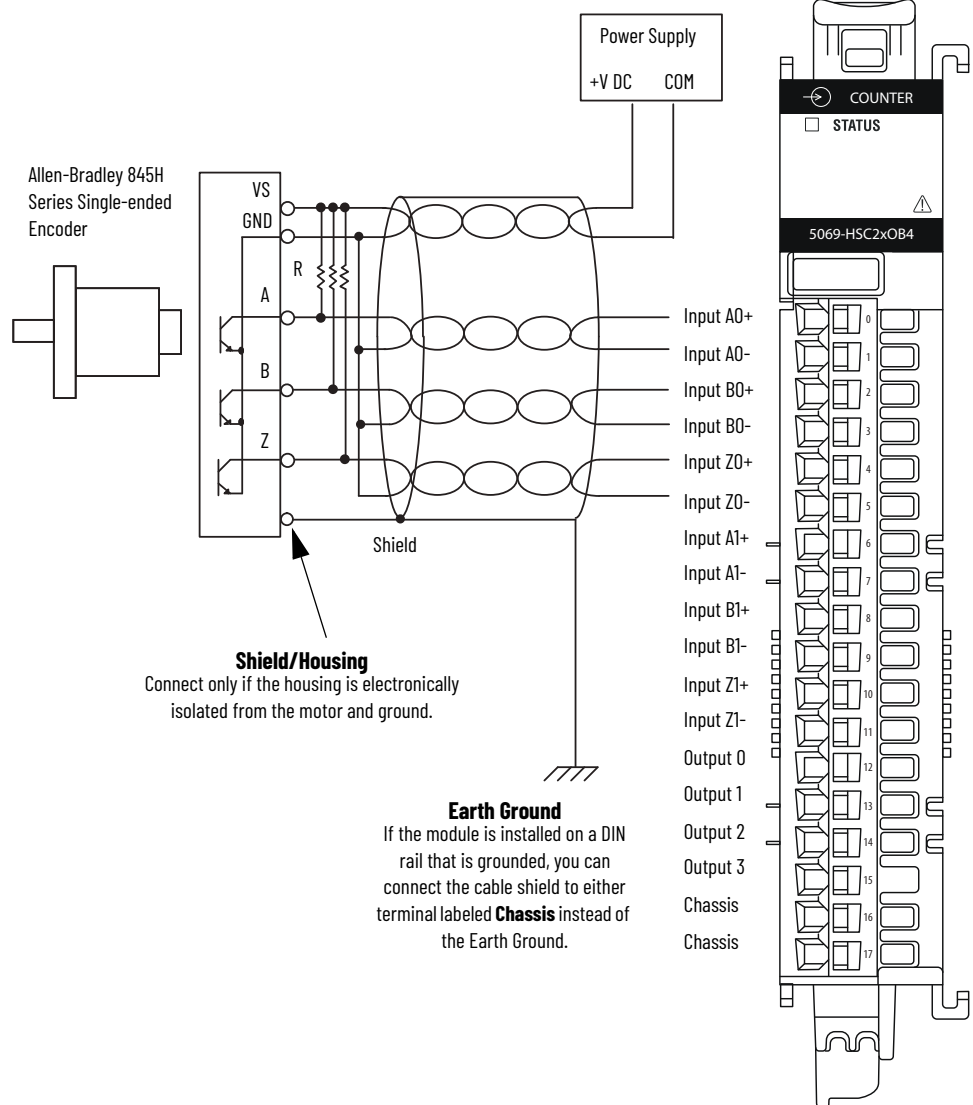 Power Supply
+V DC COM
COUNTER
STATUS
5069-HSC2xOB4
Allen-Bradley 845H
Series Single-ended
Encoder
VS
GND
R
A
B
Z
Shield
Shield/Housing
Connect only if the housing is electronically
isolated from the motor and ground.
Earth Ground
If the module is installed on a DIN
rail that is grounded, you can
connect the cable shield to either
terminal labeled Chassis instead of
the Earth Ground.
Input A0+ 0
Input A0- 1
Input B0+ 2
Input B0- 3
Input Z0+ 4
Input Z0- 5
Input A1+ 6
Input A1- 7
Input B1+ 8
Input B1- 9
Input Z1+ 10
Input Z1- 11
Output 0 12
Output 1 13
Output 2 14
Output 3 15
Chassis 16
Chassis 17